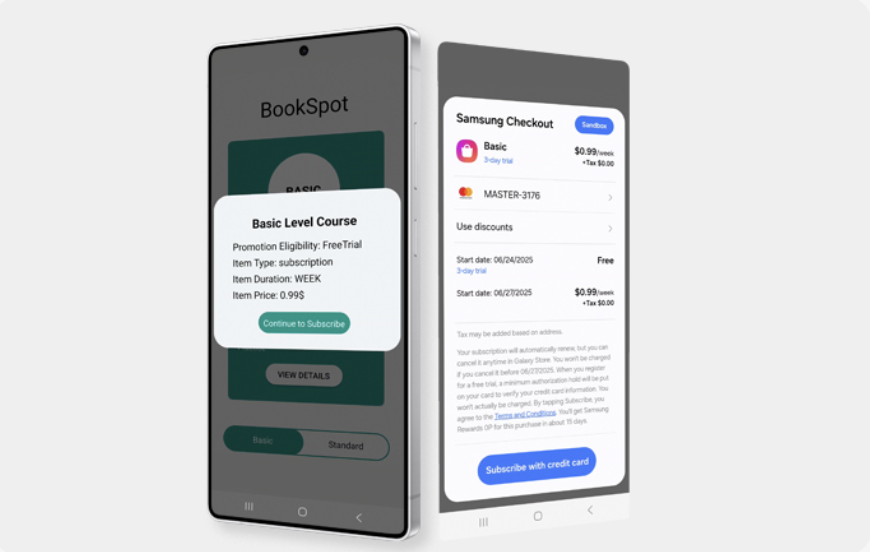 BookSpot
BASIC
Basic Level Course
Promotion Eligibility: FreeTrial
Item Type: subscription
Item Duration: WEEK
Item Price: 0.99$
Continue to Subscribe
VIEW DETAILS
Basic
Standard
Samsung Checkout
Sandbox
Basic
$0.99/week
3-day trial
+Tax $0.00
MASTER-3176
Use discounts
Start date: 06/24/2025
Free
3-day trial
Start date: 06/27/2025
$0.99/week
+Tax $0.00
Tax may be added based on address.
Your subscription will automatically renew, but you can
cancel it anytime in Galaxy Store. You won't be charged
if you cancel it before 06/27/2025. When you register
for a free trial, a minimum authorization hold will be put
on your card to verify your credit card information. You
won't actually be charged. By tapping Subscribe, you
agree to the Terms and Conditions. You'll get Samsung
Rewards 0P for this purchase in about 15 days.
Subscribe with credit card